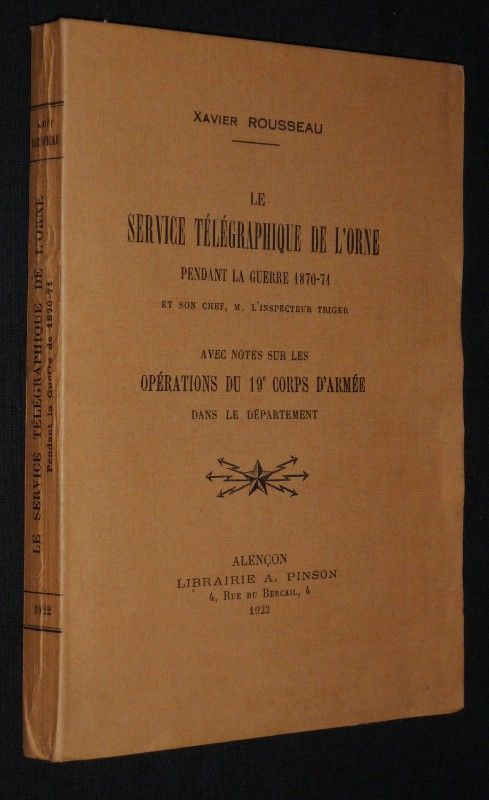 XAVIER ROUSSEAU
LE
SERVICE TÉLÉGRAPHIQUE DE L'ORNE
PENDANT LA GUERRE 1870-71
ET SON CHEF, M. L'INSPECTEUR TRIGER
AVEC NOTES SUR LES
OPÉRATIONS DU 19e CORPS D'ARMÉE
DANS LE DÉPARTEMENT
ALENÇON
LIBRAIRIE A. PINSON
4, RUE DU BERCAIL, 4
1922
ROUSSEAU
LE SERVICE TÉLÉGRAPHIQUE DE L'ORNE
Pendant la Guerre de 1870-71
1922